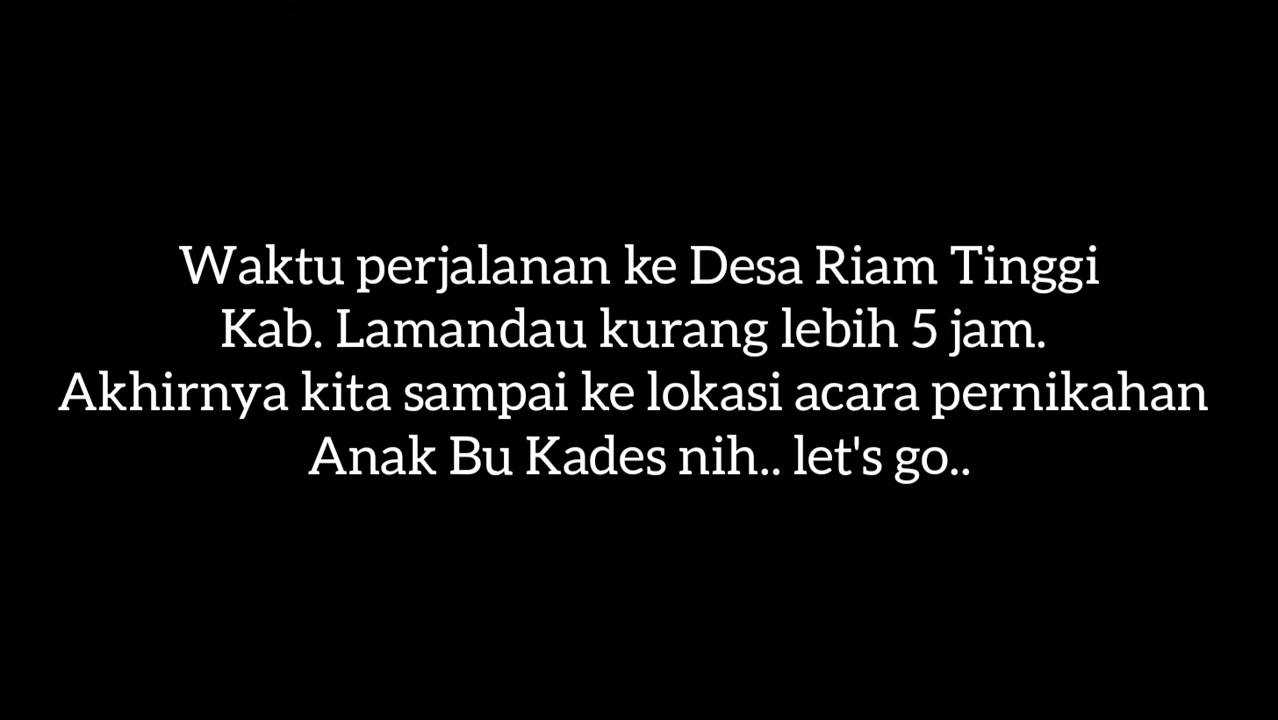 Waktu perjalanan ke Desa Riam Tinggi
Kab. Lamandau kurang lebih 5 jam.
Akhirnya kita sampai ke lokasi acara pernikahan
Anak Bu Kades nih.. let's go..